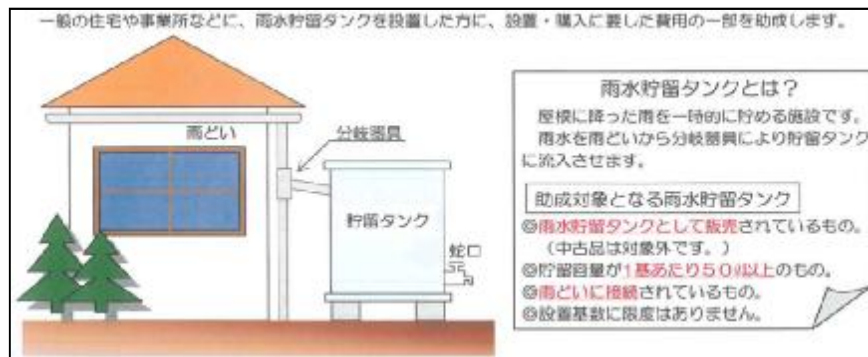 一般の住宅や事業所などに、雨水貯留タンクを設置した方に、設置・購入に要した費用の一部を助成します。
雨どい
分岐器具
貯留タンク
蛇口
雨水貯留タンクとは？
屋根に降った雨を一時的に貯める施設です。
雨水を雨どいから分岐器具により貯留タンク
に流入させます。
助成対象となる雨水貯留タンク
◎雨水貯留タンクとして販売されているもの。
（中古品は対象外です。）
◎貯留容量が1基あたり50ℓ以上のもの。
◎雨どいに接続されているもの。
◎設置基数に限度はありません。